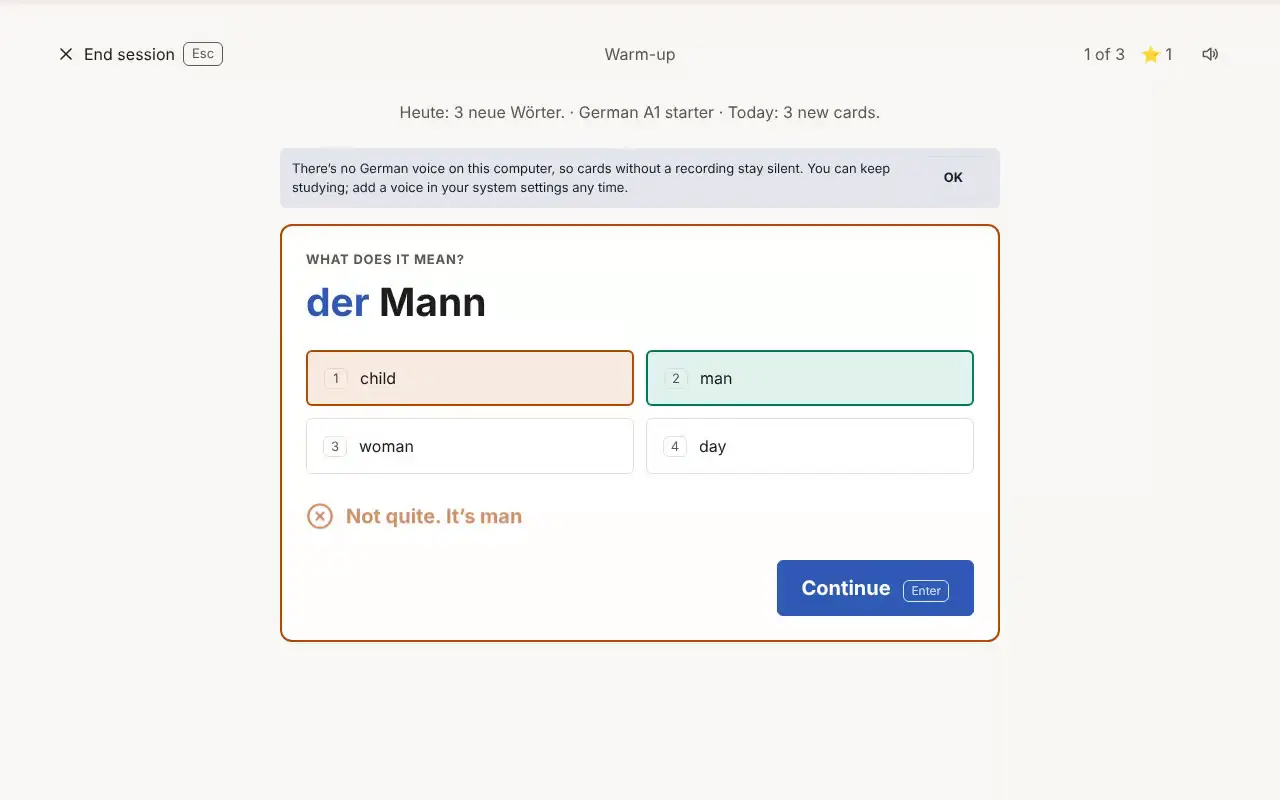 End session Esc
Warm-up
1 of 3 ⭐ 1
Heute: 3 neue Wörter. · German A1 starter · Today: 3 new cards.
There’s no German voice on this computer, so cards without a recording stay silent. You can keep
studying; add a voice in your system settings any time.
OK
WHAT DOES IT MEAN?
der Mann
1 child
2 man
3 woman
4 day
Not quite. It’s man
Continue Enter